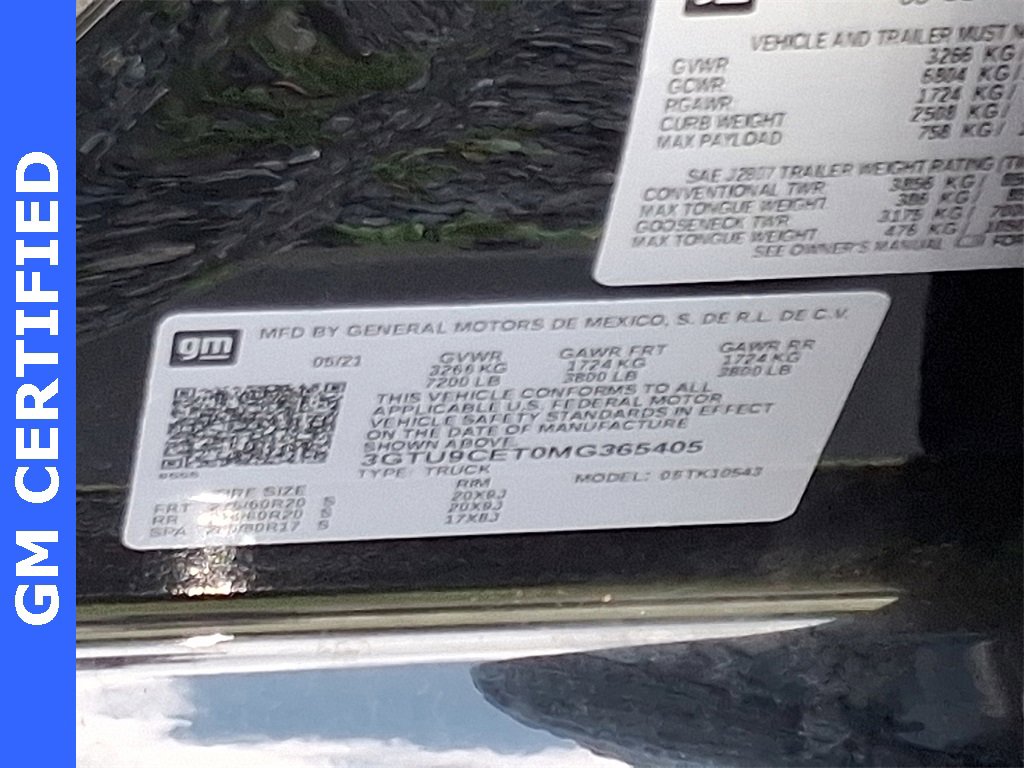 GM CERTIFIED
VEHICLE AND TRAILER MUST
GVWR 3266 KG
GCWR 6804 KG/
PGAWR 1724 KG/
CURB WEIGHT 2508 KG/
MAX PAYLOAD 758 KG/
SAE J2807 TRAILER WEIGHT RATING
CONVENTIONAL TWR 3856 KG/
MAX TONGUE WEIGHT 386 KG/
GOOSENECK TWR 3175 KG/
MAX TONGUE WEIGHT 476 KG/
SEE OWNER'S MANUAL FOR
gm
MFD BY GENERAL MOTORS DE MEXICO, S. DE R.L. DE C.V.
05/21 GVWR GAWR FRT GAWR RR
3266 KG 1724 KG 1724 KG
7200 LB 3800 LB 3800 LB
THIS VEHICLE CONFORMS TO ALL
APPLICABLE U.S. FEDERAL MOTOR
VEHICLE SAFETY STANDARDS IN EFFECT
ON THE DATE OF MANUFACTURE
SHOWN ABOVE.
3GTU9CET0MG365405
TYPE: TRUCK MODEL:
SIZE RIM
FRT S 20X9J
RR S 20X9J
SPA S 17X8J